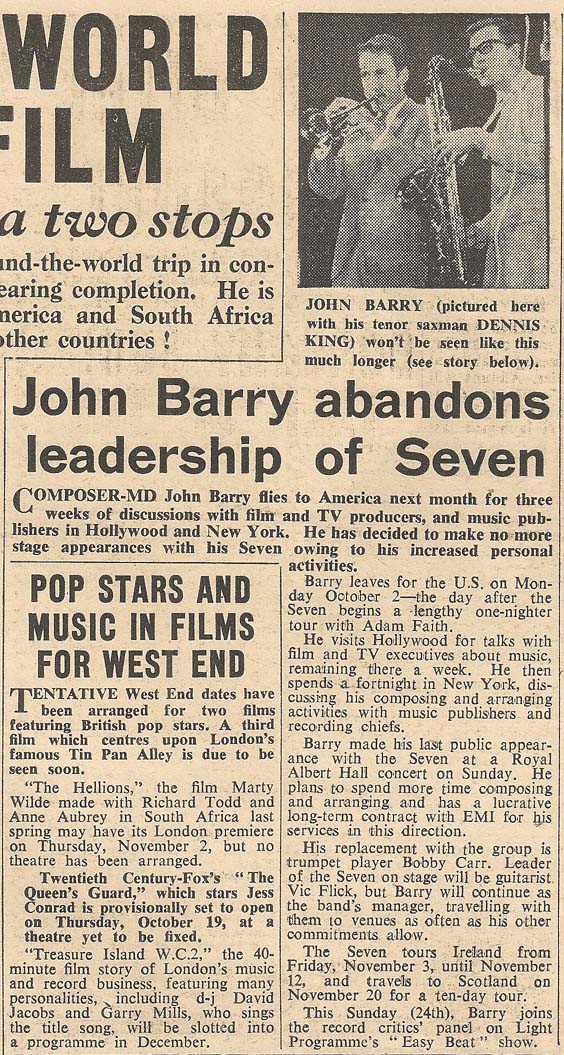 WORLD
FILM
a two stops
und-the-world trip in con-
earing completion. He is
merica and South Africa
other countries !
JOHN BARRY (pictured here
with his tenor saxman DENNIS
KING) won't be seen like this
much longer (see story below).
John Barry abandons
leadership of Seven
COMPOSER-MD John Barry flies to America next month for three
weeks of discussions with film and TV producers, and music pub-
lishers in Hollywood and New York. He has decided to make no more
stage appearances with his Seven owing to his increased personal
activities.
POP STARS AND
MUSIC IN FILMS
FOR WEST END
TENTATIVE West End dates have
been arranged for two films
featuring British pop stars. A third
film which centres upon London's
famous Tin Pan Alley is due to be
seen soon.
"The Hellions," the film Marty
Wilde made with Richard Todd and
Anne Aubrey in South Africa last
spring may have its London premiere
on Thursday, November 2, but no
theatre has been arranged.
Twentieth Century-Fox's "The
Queen's Guard," which stars Jess
Conrad is provisionally set to open
on Thursday, October 19, at a
theatre yet to be fixed.
"Treasure Island W.C.2," the 40-
minute film story of London's music
and record business, featuring many
personalities, including d-j David
Jacobs and Garry Mills, who sings
the title song, will be slotted into
a programme in December.
Barry leaves for the U.S. on Mon-
day October 2—the day after the
Seven begins a lengthy one-nighter
tour with Adam Faith.
He visits Hollywood for talks with
film and TV executives about music,
remaining there a week. He then
spends a fortnight in New York, dis-
cussing his composing and arranging
activities with music publishers and
recording chiefs.
Barry made his last public appear-
ance with the Seven at a Royal
Albert Hall concert on Sunday. He
plans to spend more time composing
and arranging and has a lucrative
long-term contract with EMI for his
services in this direction.
His replacement with the group is
trumpet player Bobby Carr. Leader
of the Seven on stage will be guitarist
Vic Flick, but Barry will continue as
the band's manager, travelling with
them to venues as often as his other
commitments allow.
The Seven tours Ireland from
Friday, November 3, until November
12, and travels to Scotland on
November 20 for a ten-day tour.
This Sunday (24th), Barry joins
the record critics' panel on Light
Programme's "Easy Beat" show.